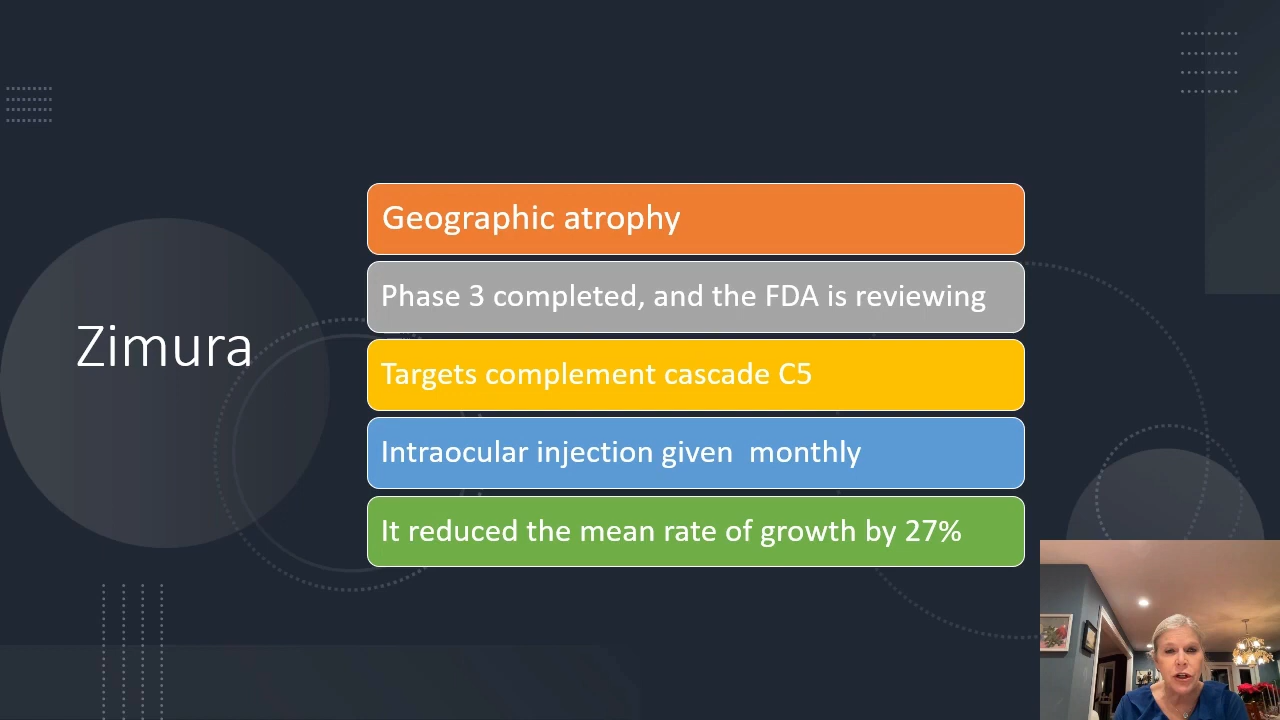 Zimura
Geographic atrophy
Phase 3 completed, and the FDA is reviewing
Targets complement cascade C5
Intraocular injection given  monthly
It reduced the mean rate of growth by 27%